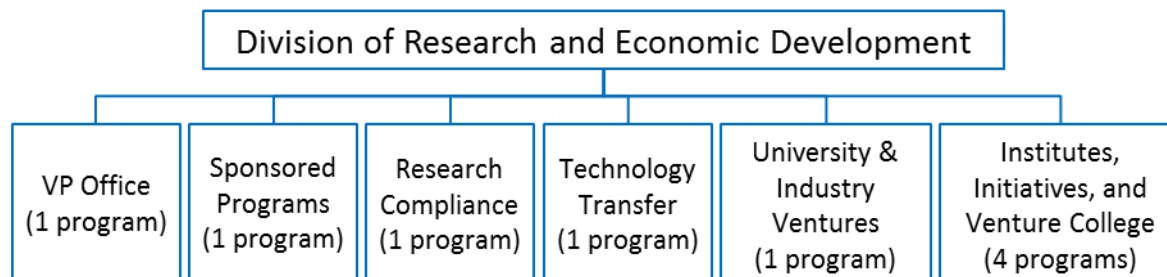 Division of Research and Economic Development
VP Office
(1 program)
Sponsored
Programs
(1 program)
Research
Compliance
(1 program)
Technology
Transfer
(1 program)
University &
Industry
Ventures
(1 program)
Institutes,
Initiatives, and
Venture College
(4 programs)